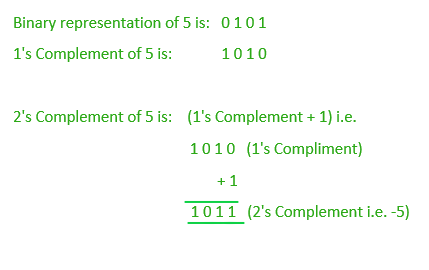 Binary representation of 5 is: 0 1 0 1
1's Complement of 5 is: 1 0 1 0
2's Complement of 5 is: (1's Complement + 1) i.e.
1 0 1 0 (1's Compliment)
+ 1
1 0 1 1 (2's Complement i.e. -5)